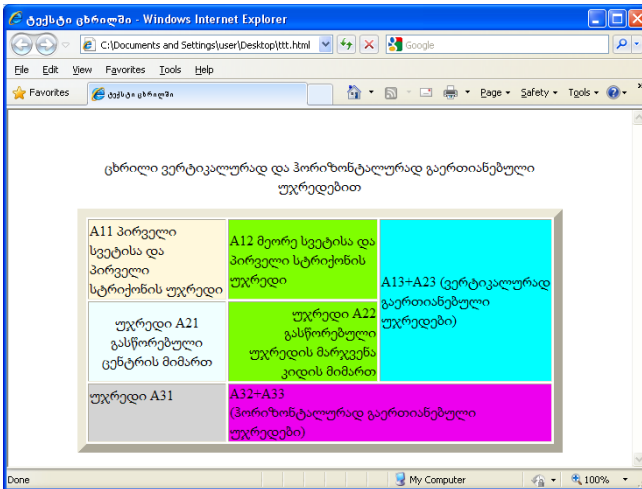 ტექსტი ცხრილში - Windows Internet Explorer
C:\Documents and Settings\user\Desktop\ttt.html
Google
File Edit View Favorites Tools Help
Favorites
ტექსტი ცხრილში
Page Safety Tools
ცხრილი ვერტიკალურად და ჰორიზონტალურად გაერთიანებული
უჯრედებით
A11 პირველი
სვეტისა და
პირველი
სტრიქონის უჯრედი
A12 მეორე სვეტისა და
პირველი სტრიქონის
უჯრედი
A13+A23 (ვერტიკალურად
გაერთიანებული
უჯრედები)
უჯრედი A21
გასწორებული
ცენტრის მიმართ
უჯრედი A22
გასწორებული
უჯრედის მარჯვენა
კიდის მიმართ
უჯრედი A31
A32+A33
(ჰორიზონტალურად გაერთიანებული
უჯრედები)
Done
My Computer
100%